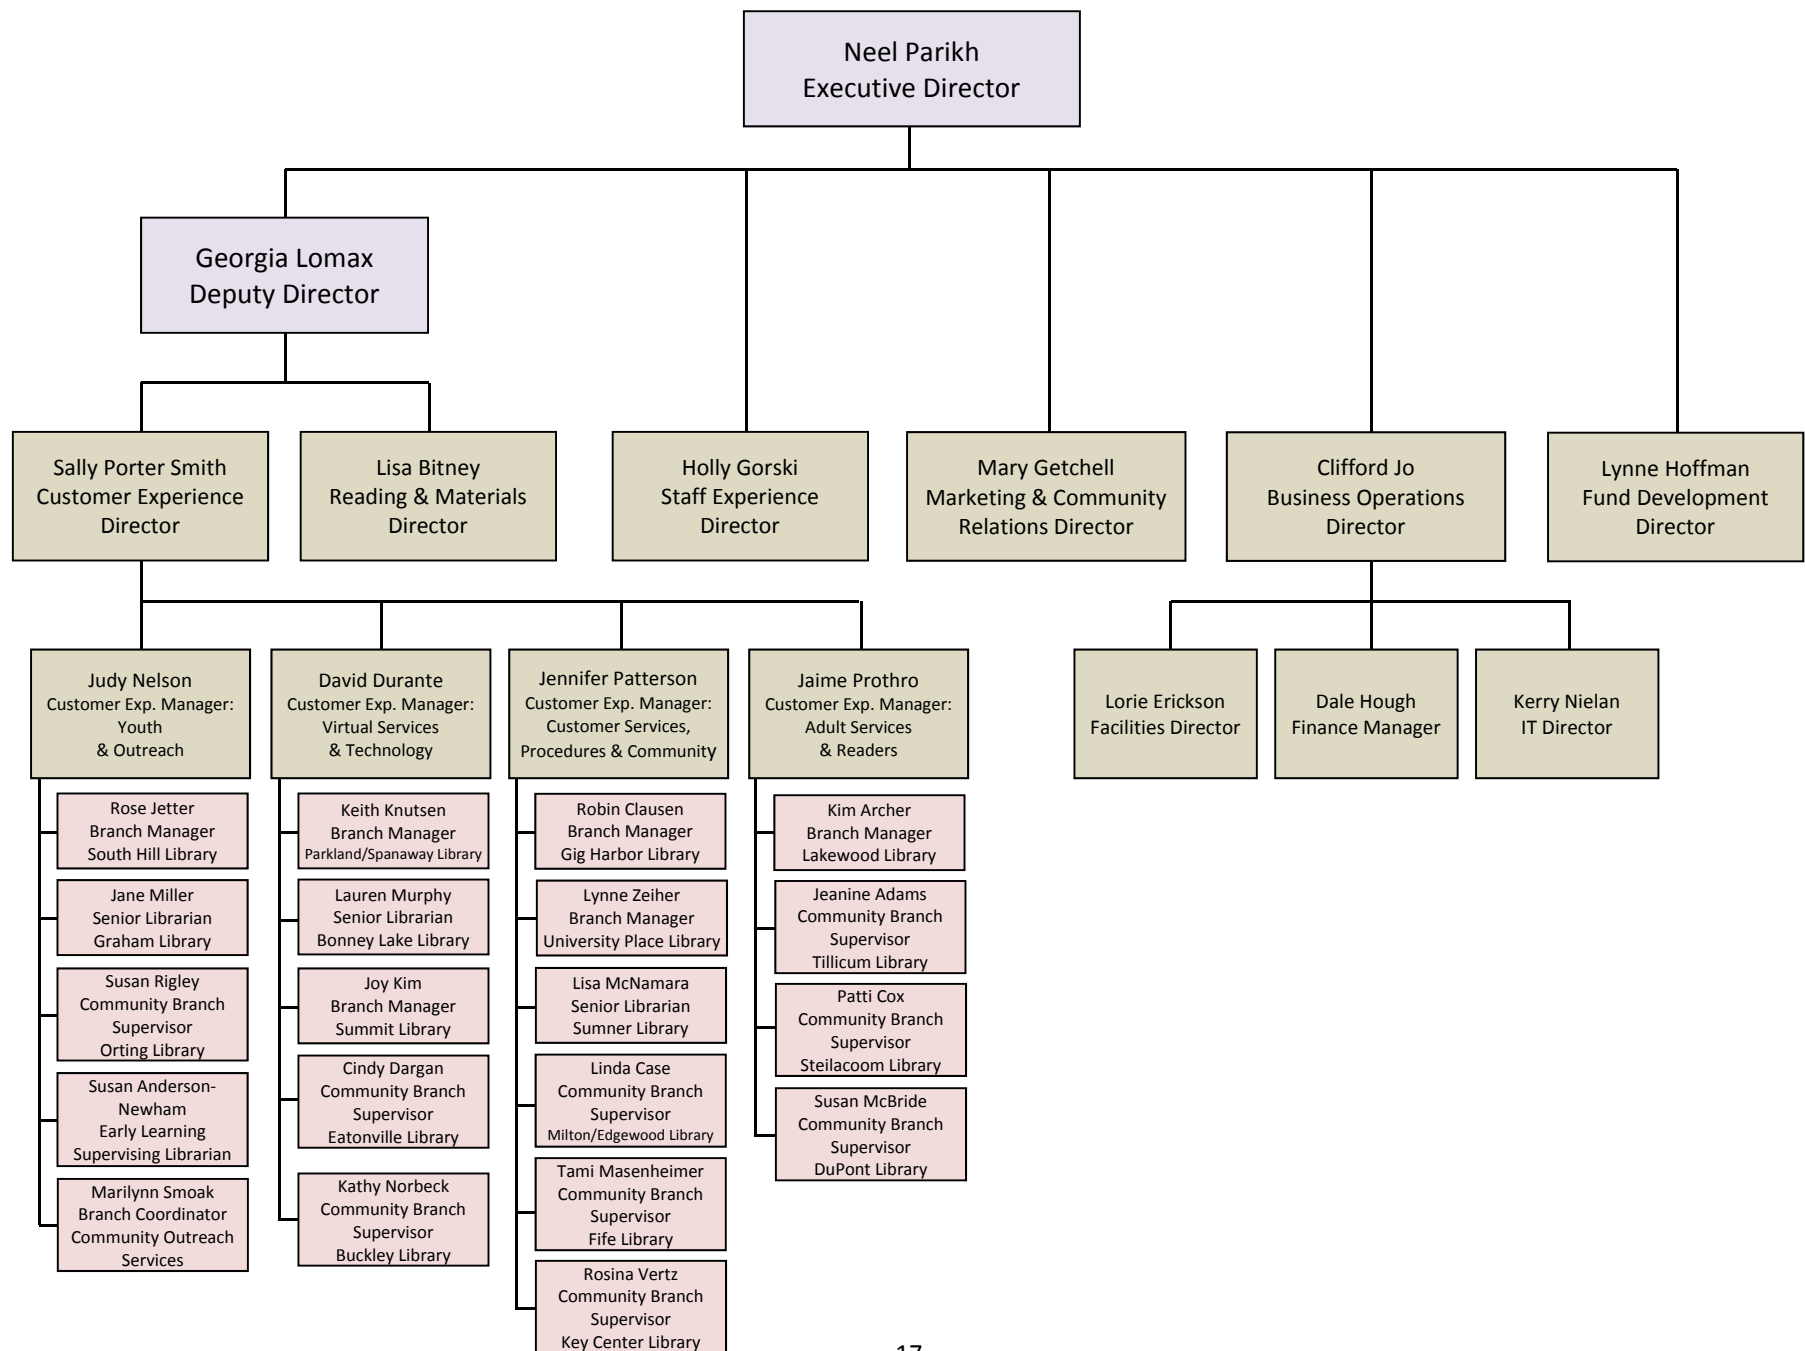 Neel Parikh
Executive Director
Georgia Lomax
Deputy Director
Sally Porter Smith
Customer Experience
Director
Lisa Bitney
Reading & Materials
Director
Holly Gorski
Staff Experience
Director
Mary Getchell
Marketing & Community
Relations Director
Clifford Jo
Business Operations
Director
Lynne Hoffman
Fund Development
Director
Judy Nelson
Customer Exp. Manager:
Youth
& Outreach
David Durante
Customer Exp. Manager:
Virtual Services
& Technology
Jennifer Patterson
Customer Exp. Manager:
Customer Services,
Procedures & Community
Jaime Prothro
Customer Exp. Manager:
Adult Services
& Readers
Lorie Erickson
Facilities Director
Dale Hough
Finance Manager
Kerry Nielan
IT Director
Rose Jetter
Branch Manager
South Hill Library
Jane Miller
Senior Librarian
Graham Library
Susan Rigley
Community Branch
Supervisor
Orting Library
Susan Anderson-
Newham
Early Learning
Supervising Librarian
Marilynn Smoak
Branch Coordinator
Community Outreach
Services
Keith Knutsen
Branch Manager
Parkland/Spanaway Library
Lauren Murphy
Senior Librarian
Bonney Lake Library
Joy Kim
Branch Manager
Summit Library
Cindy Dargan
Community Branch
Supervisor
Eatonville Library
Kathy Norbeck
Community Branch
Supervisor
Buckley Library
Robin Clausen
Branch Manager
Gig Harbor Library
Lynne Zeiher
Branch Manager
University Place Library
Lisa McNamara
Senior Librarian
Sumner Library
Linda Case
Community Branch
Supervisor
Milton/Edgewood Library
Tami Masenheimer
Community Branch
Supervisor
Fife Library
Rosina Vertz
Community Branch
Supervisor
Key Center Library
Kim Archer
Branch Manager
Lakewood Library
Jeanine Adams
Community Branch
Supervisor
Tillicum Library
Patti Cox
Community Branch
Supervisor
Steilacoom Library
Susan McBride
Community Branch
Supervisor
DuPont Library
17